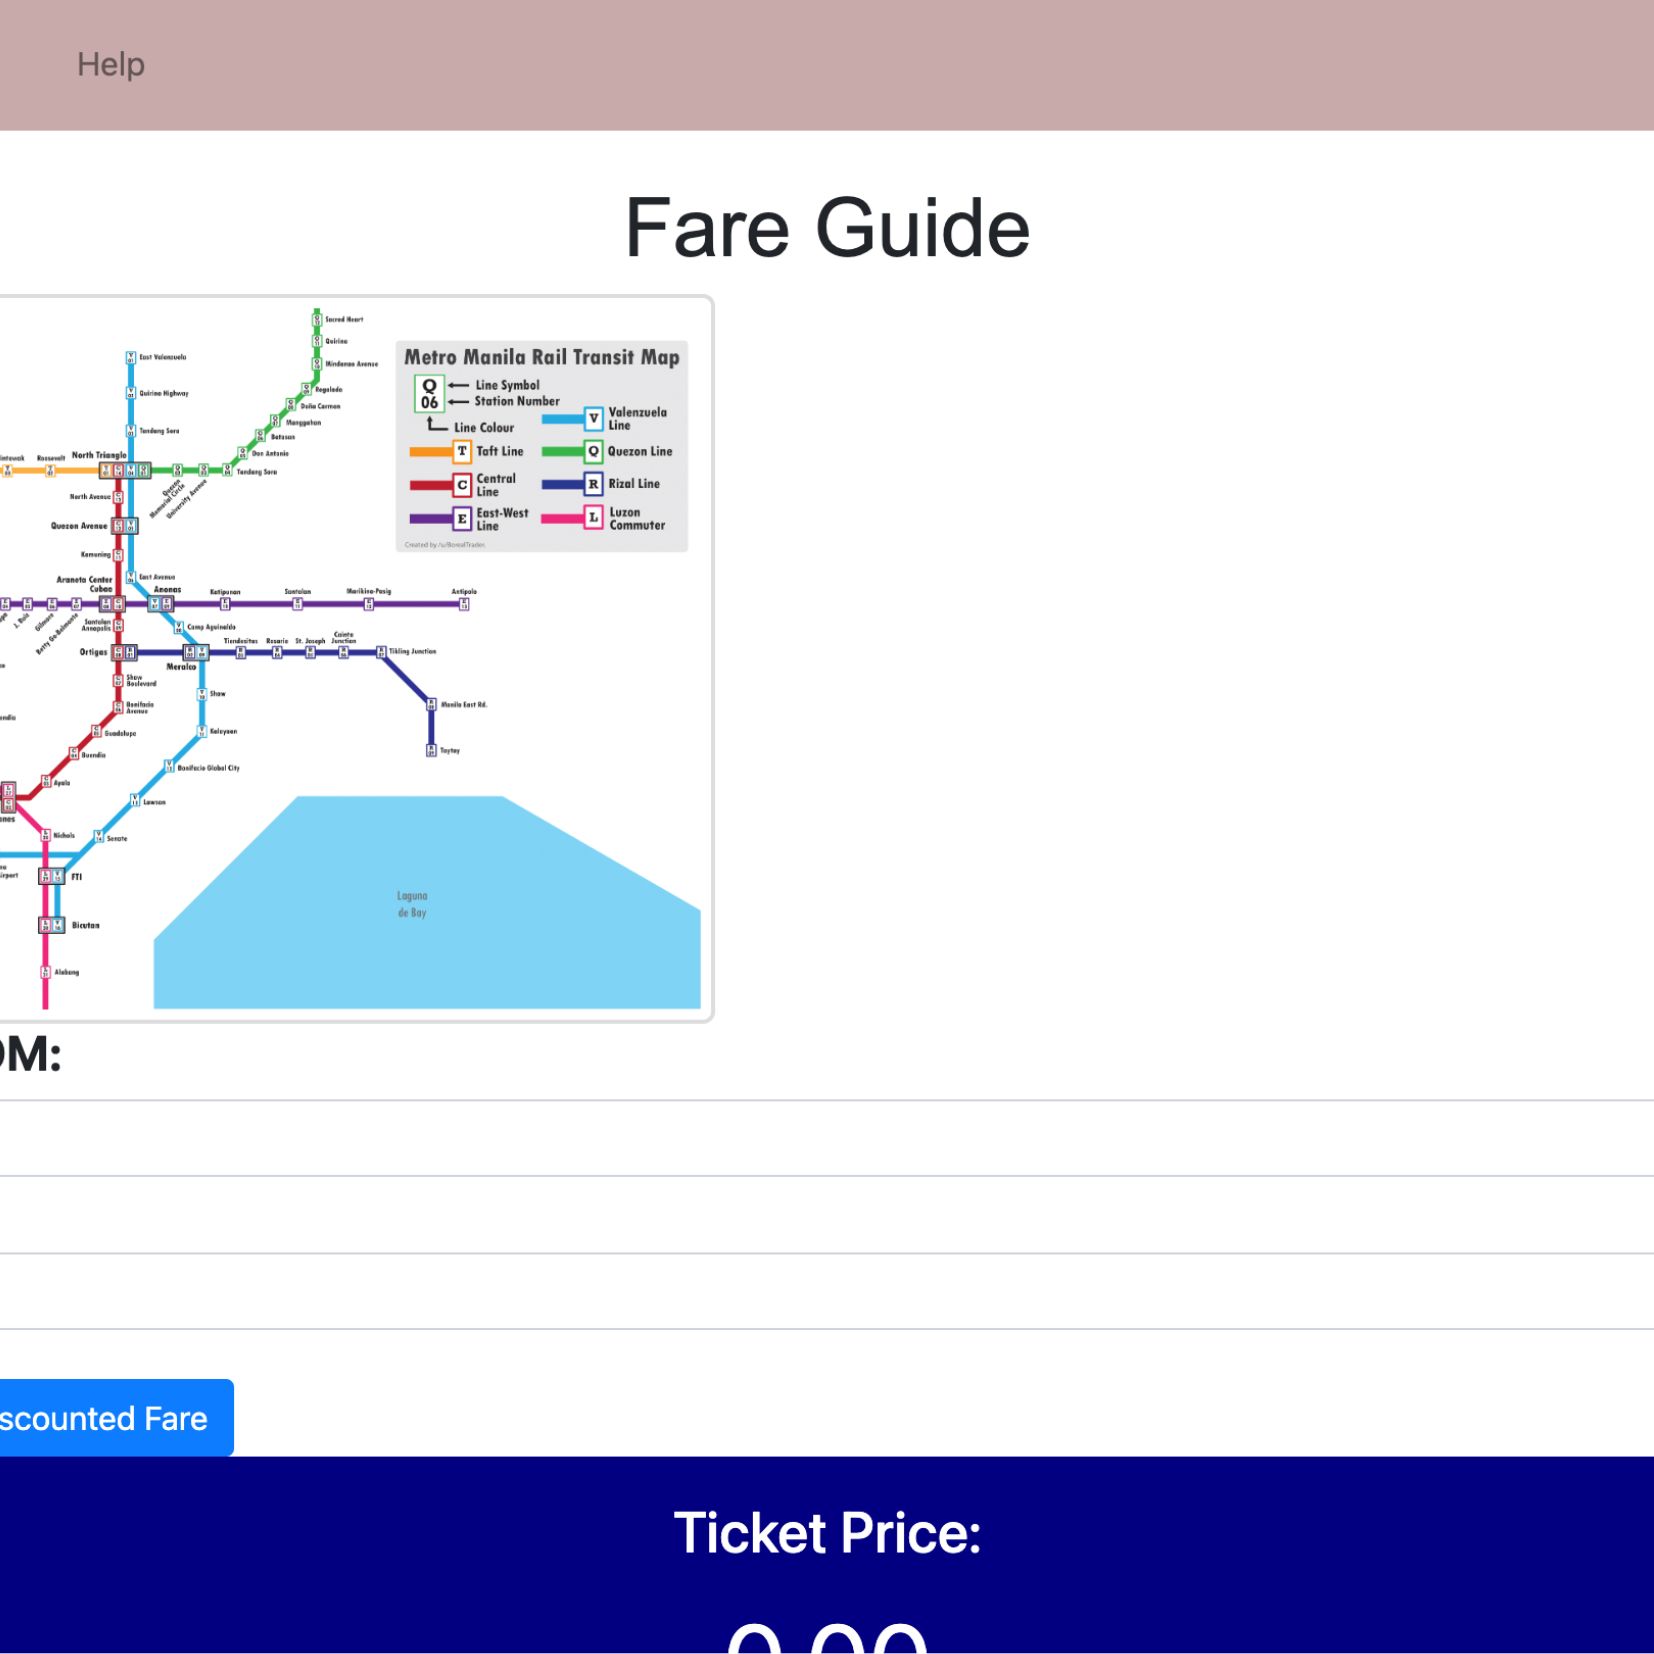 Help
Fare Guide
Sacred Heart
Quirino
Mindanao Avenue
Regalado
Doña Carmen
Manggahan
Batasan
Don Antonio
Tandang Sora
East Valenzuela
Quirino Highway
Tandang Sora
North Triangle
Roosevelt
Quezon
Memorial Circle
University Avenue
North Avenue
Quezon Avenue
Kamuning
East Avenue
Araneta Center
Cubao
Anonas
Katipunan
Santolan
Marikina-Pasig
Antipolo
J. Ruiz
Gilmore
Betty Go-Belmonte
Santolan
Annapolis
Camp Aguinaldo
Ortigas
Meralco
Tiendesitas
Rosario
St. Joseph
Cainta
Junction
Tikling Junction
Manila East Rd.
Taytay
Shaw
Boulevard
Shaw
Bonifacio
Avenue
Kalayaan
Guadalupe
Buendia
Bonifacio Global City
Ayala
Lawson
Nichols
Senate
FTI
Bicutan
Alabang
Laguna
de Bay
Metro Manila Rail Transit Map
Q
06
Line Symbol
Station Number
Line Colour
V
Valenzuela
Line
T
Taft Line
Q
Quezon Line
C
Central
Line
R
Rizal Line
E
East-West
Line
L
Luzon
Commuter
Created by /u/BorealTrader.
OM:
scounted Fare
Ticket Price:
0.00